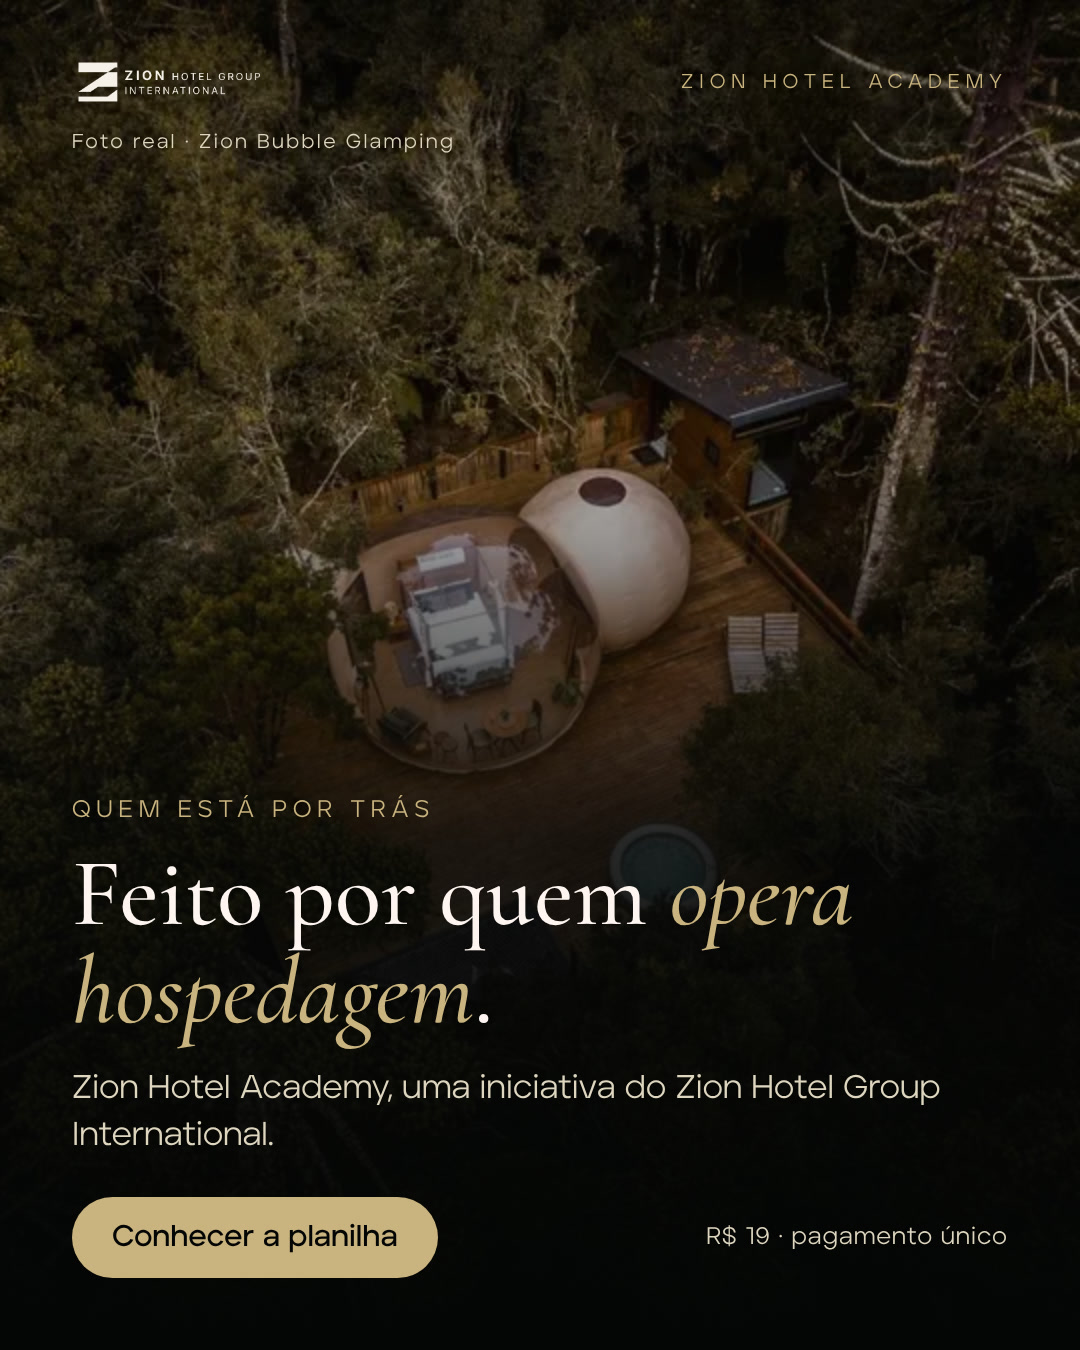 ZION HOTEL GROUP
INTERNATIONAL
ZION HOTEL ACADEMY
Foto real · Zion Bubble Glamping
QUEM ESTÁ POR TRÁS
Feito por quem opera
hospedagem.
Zion Hotel Academy, uma iniciativa do Zion Hotel Group
International.
Conhecer a planilha
R$ 19 · pagamento único